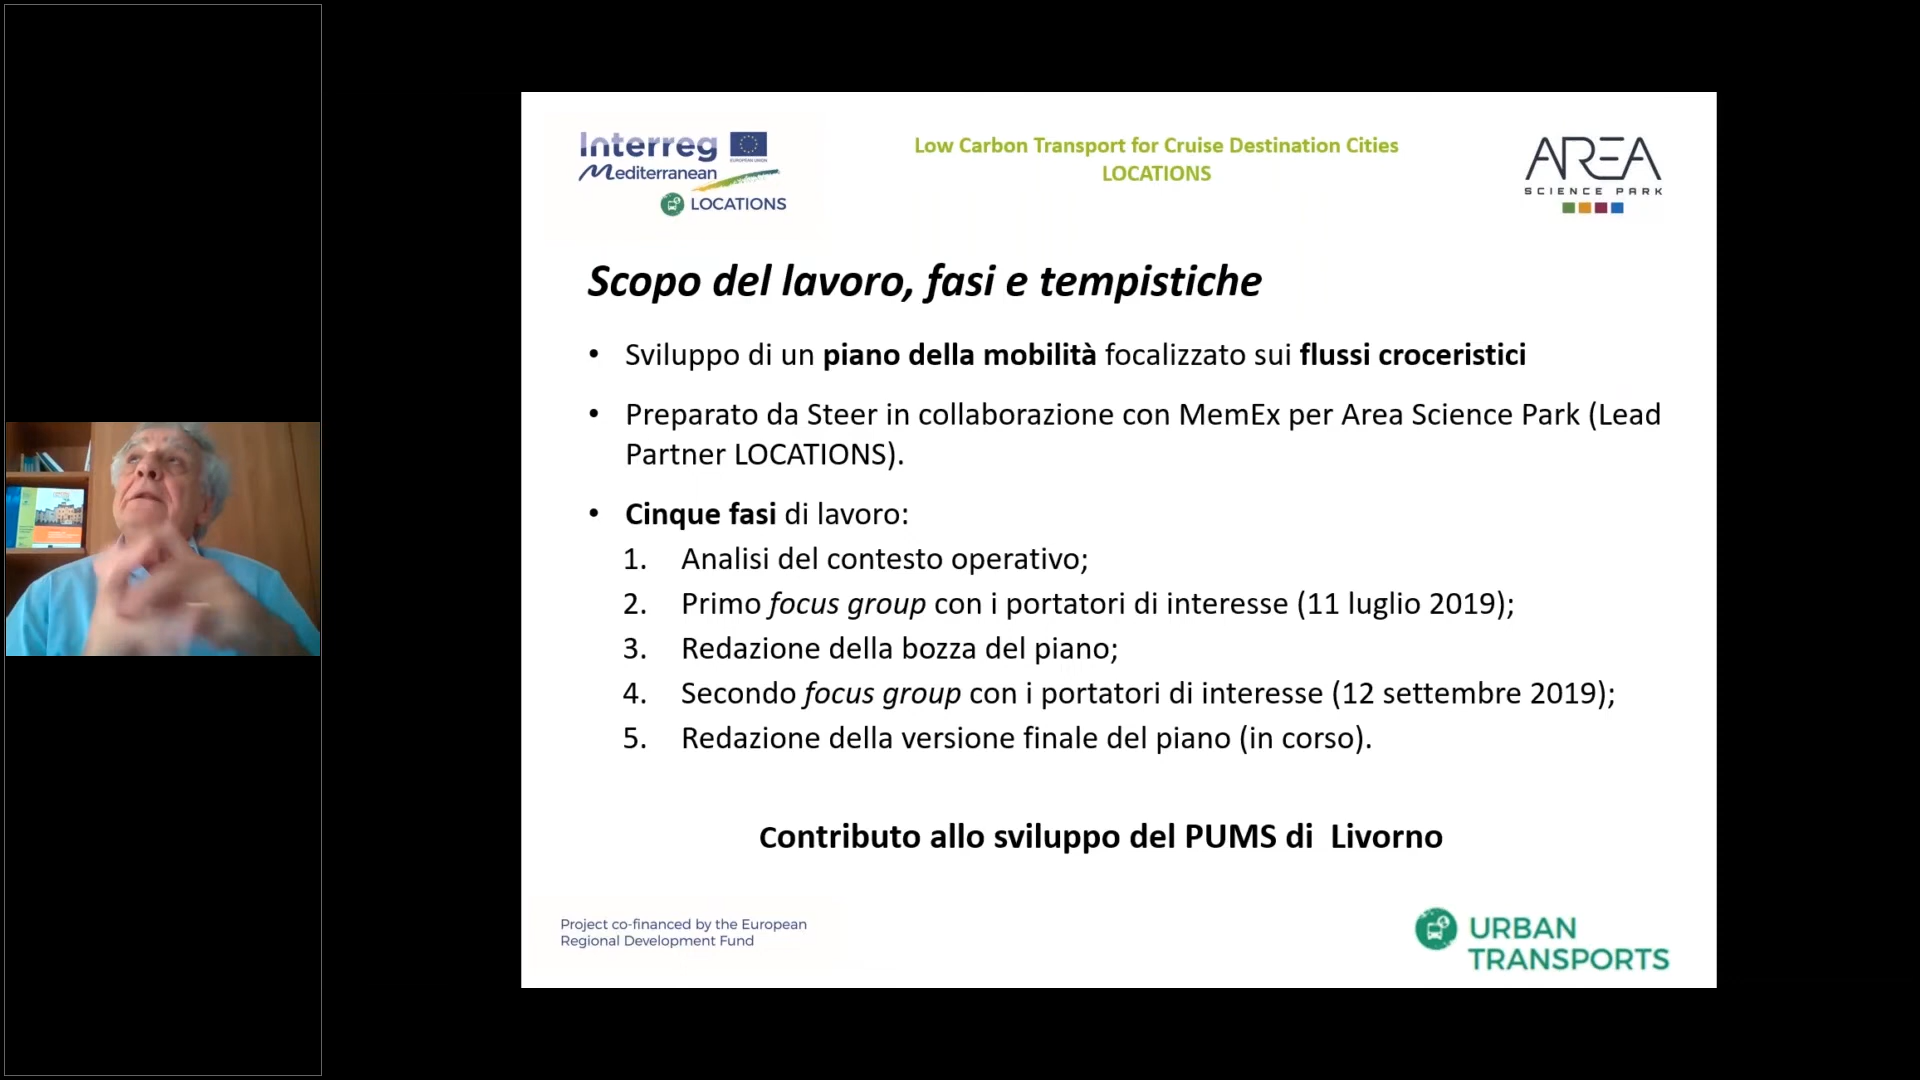 Interreg
EUROPEAN UNION
Mediterranean
LOCATIONS
Low Carbon Transport for Cruise Destination Cities
LOCATIONS
AREA
SCIENCE PARK
Scopo del lavoro, fasi e tempistiche
• Sviluppo di un piano della mobilità focalizzato sui flussi croceristici
• Preparato da Steer in collaborazione con MemEx per Area Science Park (Lead
Partner LOCATIONS).
• Cinque fasi di lavoro:
1. Analisi del contesto operativo;
2. Primo focus group con i portatori di interesse (11 luglio 2019);
3. Redazione della bozza del piano;
4. Secondo focus group con i portatori di interesse (12 settembre 2019);
5. Redazione della versione finale del piano (in corso).
Contributo allo sviluppo del PUMS di  Livorno
Project co-financed by the European
Regional Development Fund
URBAN
TRANSPORTS